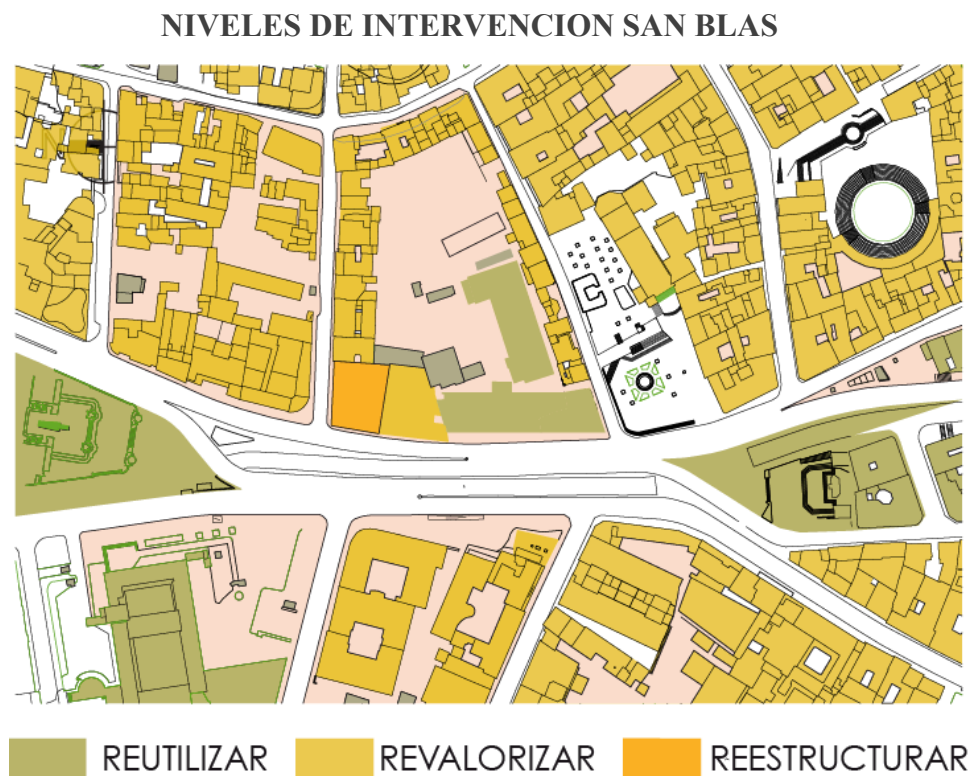 NIVELES DE INTERVENCION SAN BLAS
REUTILIZAR REVALORIZAR REESTRUCTURAR